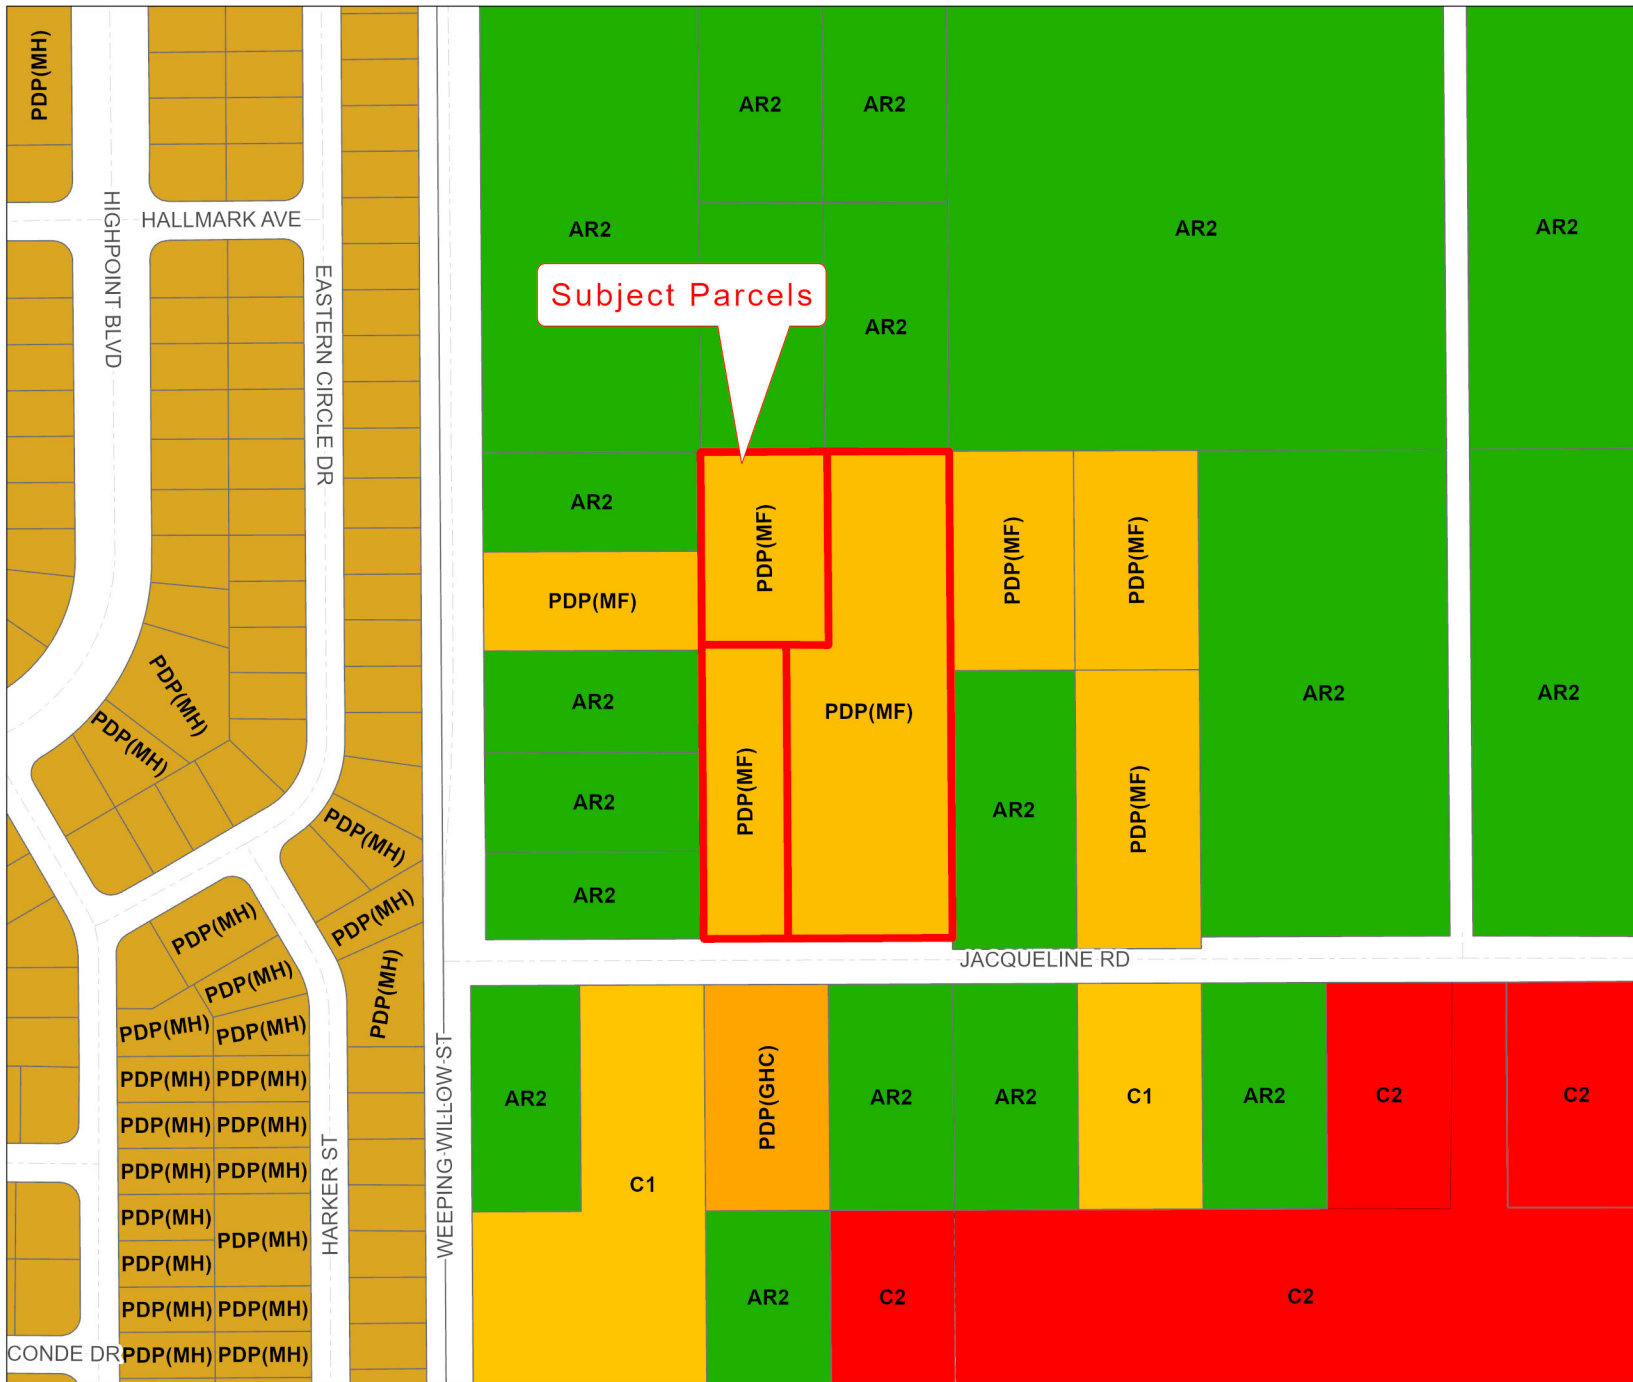 PDP(MH)
AR2
AR2
HIGHPOINT BLVD
HALLMARK AVE
AR2
AR2
AR2
EASTERN CIRCLE DR
Subject Parcels
AR2
AR2
PDP(MF)
PDP(MF)
PDP(MF)
PDP(MF)
PDP(MH)
AR2
PDP(MF)
AR2
AR2
PDP(MH)
AR2
PDP(MF)
AR2
PDP(MF)
PDP(MH)
AR2
PDP(MH)
PDP(MH)
JACQUELINE RD
PDP(MH)
PDP(MH)
PDP(MH)
PDP(MH)
PDP(MH)
PDP(MH)
WEEPING WILLOW ST
AR2
PDP(GHC)
AR2
AR2
C1
AR2
C2
C2
PDP(MH)
PDP(MH)
PDP(MH)
PDP(MH)
HARKER ST
C1
PDP(MH)
PDP(MH)
PDP(MH)
PDP(MH)
PDP(MH)
AR2
C2
C2
CONDE DR
PDP(MH)
PDP(MH)